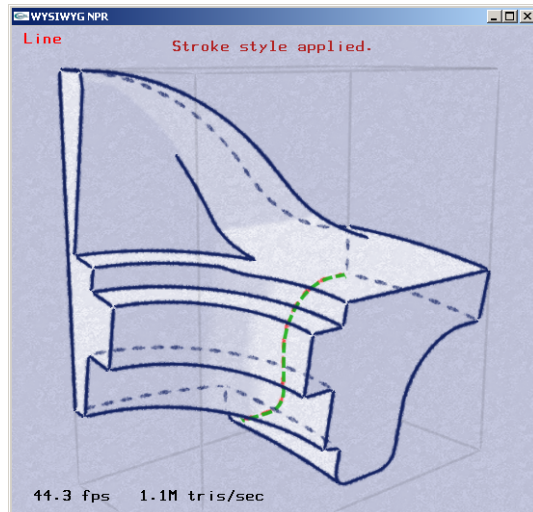 WYSIWYG NPR
Line
Stroke style applied.
44.3 fps 1.1M tris/sec